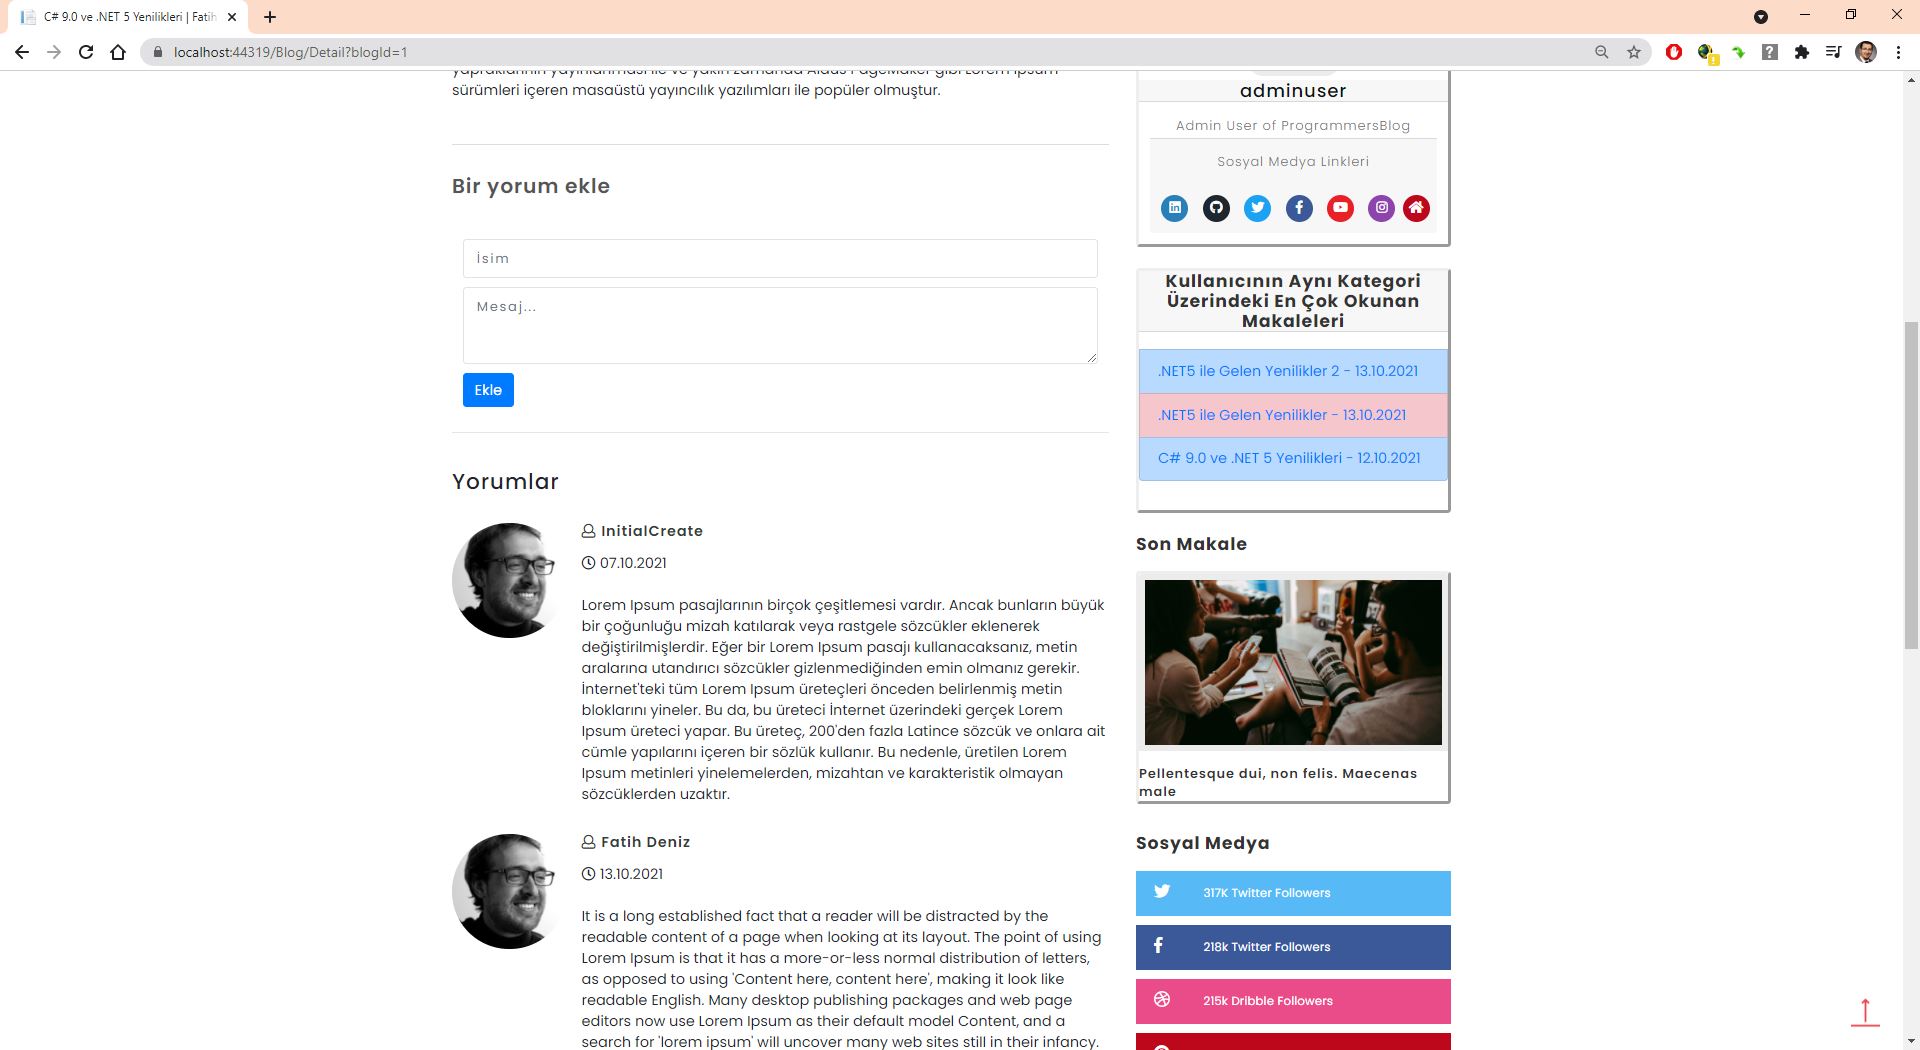 C# 9.0 ve .NET 5 Yenilikleri | Fatih
localhost:44319/Blog/Detail?blogId=1
yapraklarının yayınlanması ile ve yakın zamanda Aldus PageMaker gibi Lorem Ipsum
sürümleri içeren masaüstü yayıncılık yazılımları ile popüler olmuştur.
Bir yorum ekle
İsim
Mesaj...
Ekle
Yorumlar
InitialCreate
07.10.2021
Lorem Ipsum pasajlarının birçok çeşitlemesi vardır. Ancak bunların büyük
bir çoğunluğu mizah katılarak veya rastgele sözcükler eklenerek
değiştirilmişlerdir. Eğer bir Lorem Ipsum pasajı kullanacaksanız, metin
aralarına utandırıcı sözcükler gizlenmediğinden emin olmanız gerekir.
İnternet'teki tüm Lorem Ipsum üreteçleri önceden belirlenmiş metin
bloklarını yineler. Bu da, bu üreteci İnternet üzerindeki gerçek Lorem
Ipsum üreteci yapar. Bu üreteç, 200'den fazla Latince sözcük ve onlara ait
cümle yapılarını içeren bir sözlük kullanır. Bu nedenle, üretilen Lorem
Ipsum metinleri yinelemelerden, mizahtan ve karakteristik olmayan
sözcüklerden uzaktır.
Fatih Deniz
13.10.2021
It is a long established fact that a reader will be distracted by the
readable content of a page when looking at its layout. The point of using
Lorem Ipsum is that it has a more-or-less normal distribution of letters,
as opposed to using 'Content here, content here', making it look like
readable English. Many desktop publishing packages and web page
editors now use Lorem Ipsum as their default model Content, and a
search for 'lorem ipsum' will uncover many web sites still in their infancy.
adminuser
Admin User of ProgrammersBlog
Sosyal Medya Linkleri
Kullanıcının Aynı Kategori
Üzerindeki En Çok Okunan
Makaleleri
.NET5 ile Gelen Yenilikler 2 - 13.10.2021
.NET5 ile Gelen Yenilikler - 13.10.2021
C# 9.0 ve .NET 5 Yenilikleri - 12.10.2021
Son Makale
Pellentesque dui, non felis. Maecenas
male
Sosyal Medya
317K Twitter Followers
218k Twitter Followers
215k Dribble Followers